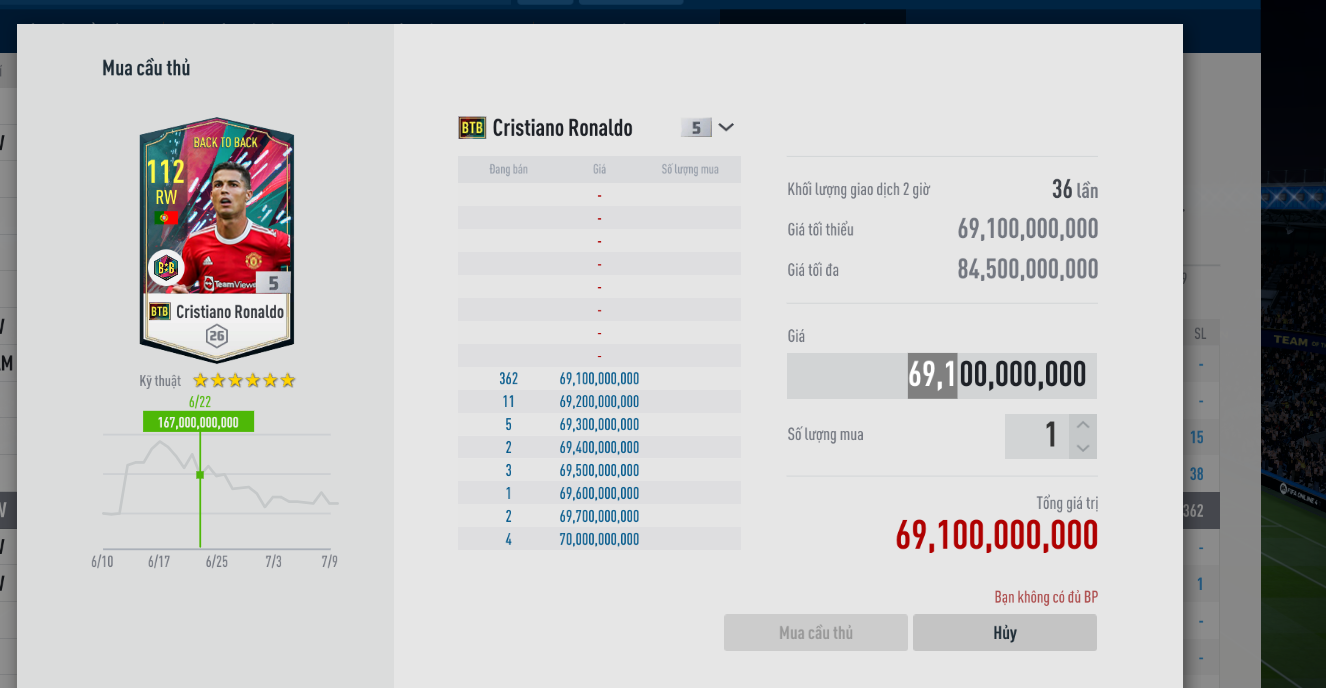 Mua cầu thủ
BACK TO BACK
112
RW
BTB
TeamViewer
5
BTB Cristiano Ronaldo
26
Kỹ thuật
6/22
167,000,000,000
6/10 6/17 6/25 7/3 7/9
BTB Cristiano Ronaldo 5
Đang bán Giá Số lượng mua
-
-
-
-
-
-
-
-
362 69,100,000,000
11 69,200,000,000
5 69,300,000,000
2 69,400,000,000
3 69,500,000,000
1 69,600,000,000
2 69,700,000,000
4 70,000,000,000
Khối lượng giao dịch 2 giờ 36 lần
Giá tối thiểu 69,100,000,000
Giá tối đa 84,500,000,000
Giá
69,100,000,000
Số lượng mua 1
Tổng giá trị
69,100,000,000
Bạn không có đủ BP
Mua cầu thủ Hủy
SL
-
-
15
38
362
-
1
-
-
TEAM OF
FIFA ONLINE 4